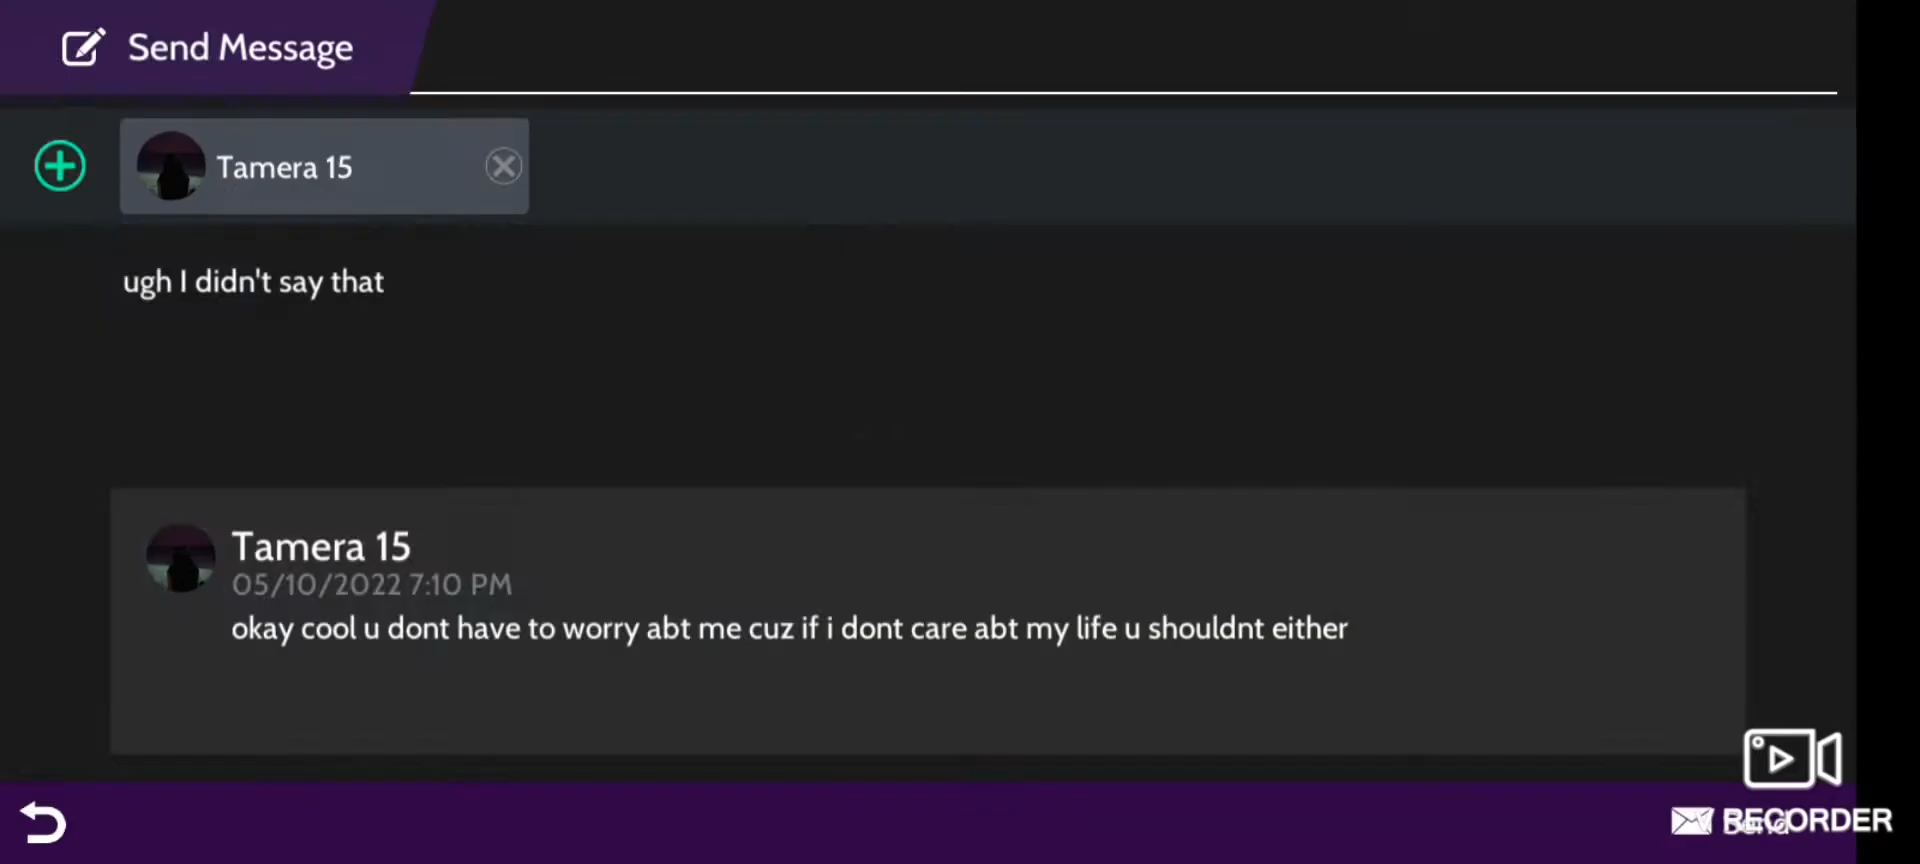 Send Message
Tamera 15
ugh I didn't say that
Tamera 15
05/10/2022 7:10 PM
okay cool u dont have to worry abt me cuz if i dont care abt my life u shouldnt either
Send
RECORDER